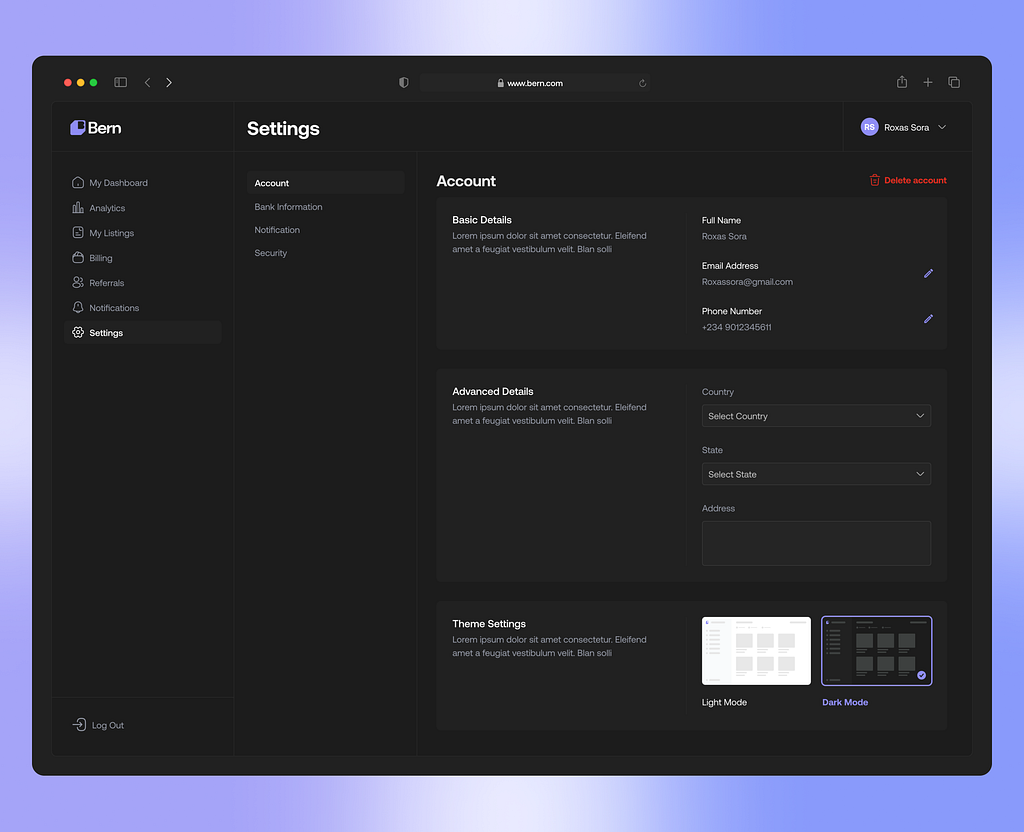 www.bern.com
Bern
Settings
RS
Roxas Sora
My Dashboard
Analytics
My Listings
Billing
Referrals
Notifications
Settings
Log Out
Account
Bank Information
Notification
Security
Account
Delete account
Basic Details
Lorem ipsum dolor sit amet consectetur. Eleifend
amet a feugiat vestibulum velit. Blan solli
Full Name
Roxas Sora
Email Address
Roxassora@gmail.com
Phone Number
+234 9012345611
Advanced Details
Lorem ipsum dolor sit amet consectetur. Eleifend
amet a feugiat vestibulum velit. Blan solli
Country
Select Country
State
Select State
Address
Theme Settings
Lorem ipsum dolor sit amet consectetur. Eleifend
amet a feugiat vestibulum velit. Blan solli
Light Mode
Dark Mode